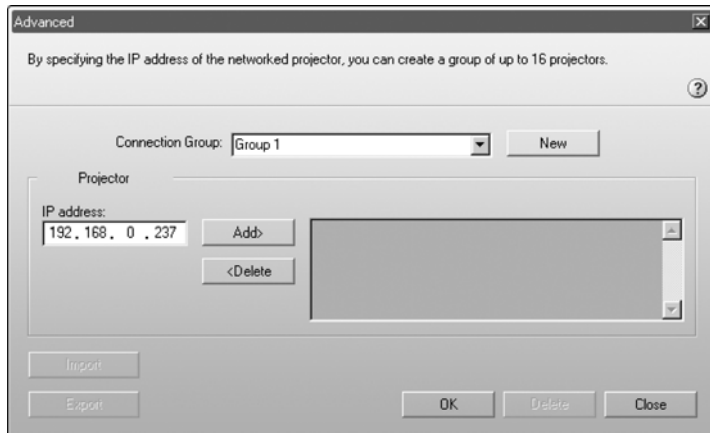 Advanced
By specifying the IP address of the networked projector, you can create a group of up to 16 projectors.
Connection Group: Group 1 New
Projector
IP address:
192 . 168 . 0 . 237 Add>
<Delete
Import
Export OK Delete Close